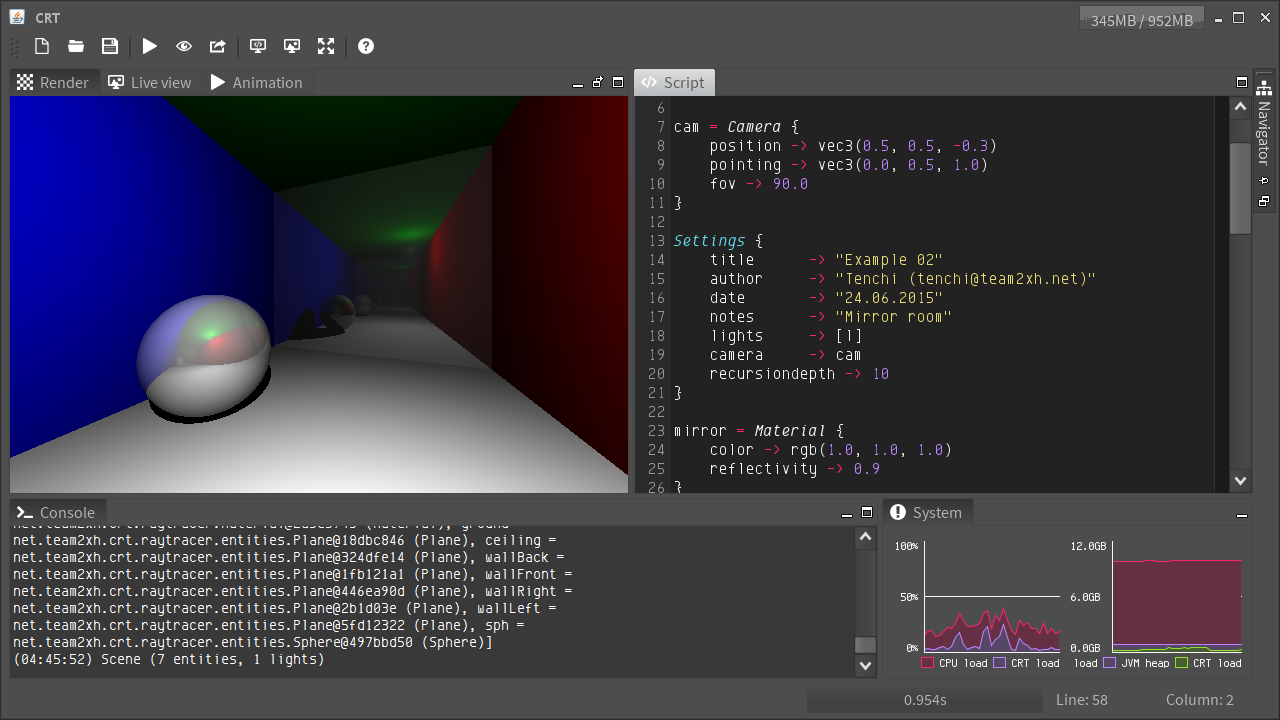 CRT
345MB / 952MB
Render
Live view
Animation
Script
Navigator
6
7 cam = Camera {
8 position -> vec3(0.5, 0.5, -0.3)
9 pointing -> vec3(0.0, 0.5, 1.0)
10 fov -> 90.0
11 }
12
13 Settings {
14 title -> "Example 02"
15 author -> "Tenchi (tenchi@team2xh.net)"
16 date -> "24.06.2015"
17 notes -> "Mirror room"
18 lights -> [l]
19 camera -> cam
20 recursiondepth -> 10
21 }
22
23 mirror = Material {
24 color -> rgb(1.0, 1.0, 1.0)
25 reflectivity -> 0.9
26 }
Console
net.team2xh.crt.raytracer.entities.Plane@18dbc846 (Plane), ceiling =
net.team2xh.crt.raytracer.entities.Plane@324dfe14 (Plane), wallBack =
net.team2xh.crt.raytracer.entities.Plane@1fb121a1 (Plane), wallFront =
net.team2xh.crt.raytracer.entities.Plane@446ea90d (Plane), wallRight =
net.team2xh.crt.raytracer.entities.Plane@2b1d03e (Plane), wallLeft =
net.team2xh.crt.raytracer.entities.Plane@5fd12322 (Plane), sph =
net.team2xh.crt.raytracer.entities.Sphere@497bbd50 (Sphere)]
(04:45:52) Scene (7 entities, 1 lights)
System
100%
50%
0%
CPU load
CRT load
12.0GB
6.0GB
0.0GB
load
JVM heap
CRT load
0.954s
Line: 58
Column: 2